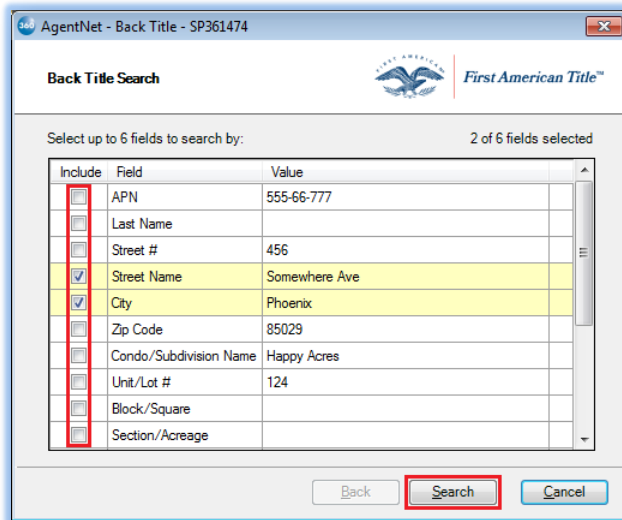 360 AgentNet - Back Title - SP361474
Back Title Search
FIRST AMERICAN
First American Title™
Select up to 6 fields to search by: 2 of 6 fields selected
Include Field Value
APN 555-66-777
Last Name
Street # 456
Street Name Somewhere Ave
City Phoenix
Zip Code 85029
Condo/Subdivision Name Happy Acres
Unit/Lot # 124
Block/Square
Section/Acreage
Back Search Cancel